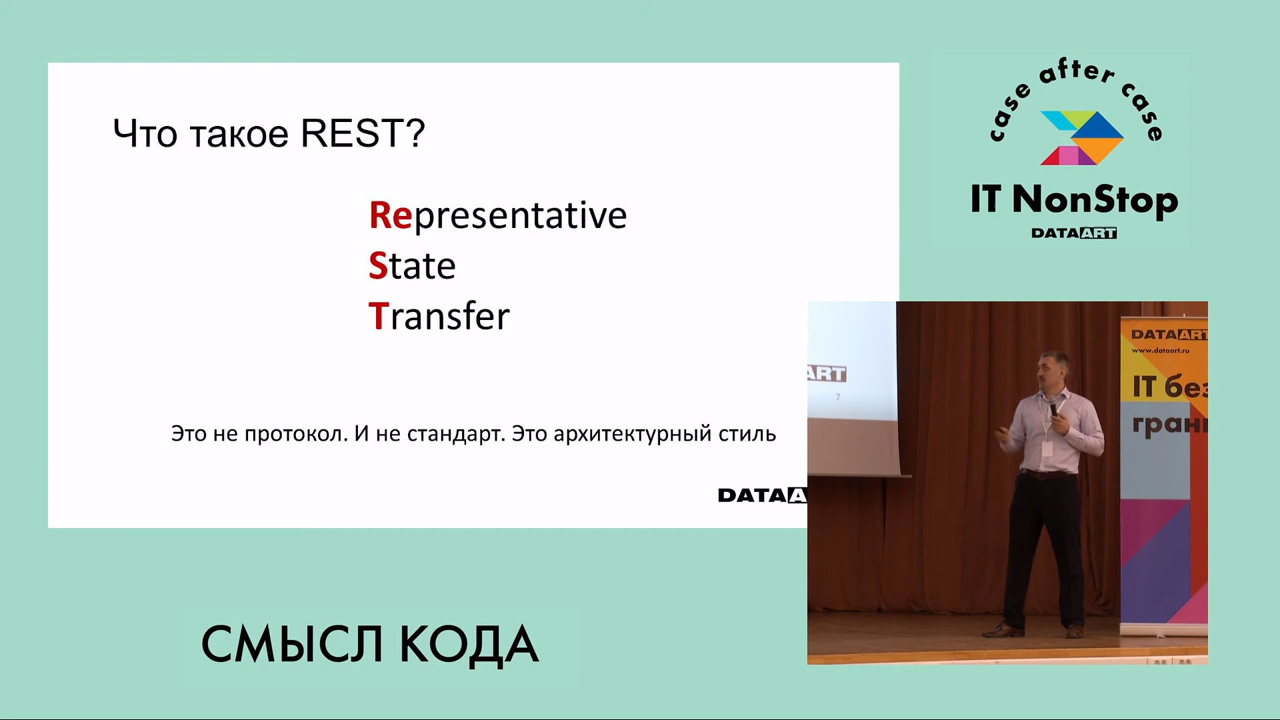 Что такое REST?
Representative
State
Transfer
Это не протокол. И не стандарт. Это архитектурный стиль
DATAA
case after case
IT NonStop
DATAART
ART
7
DATAART
www.dataart.ru
IT без
грани
СМЫСЛ КОДА